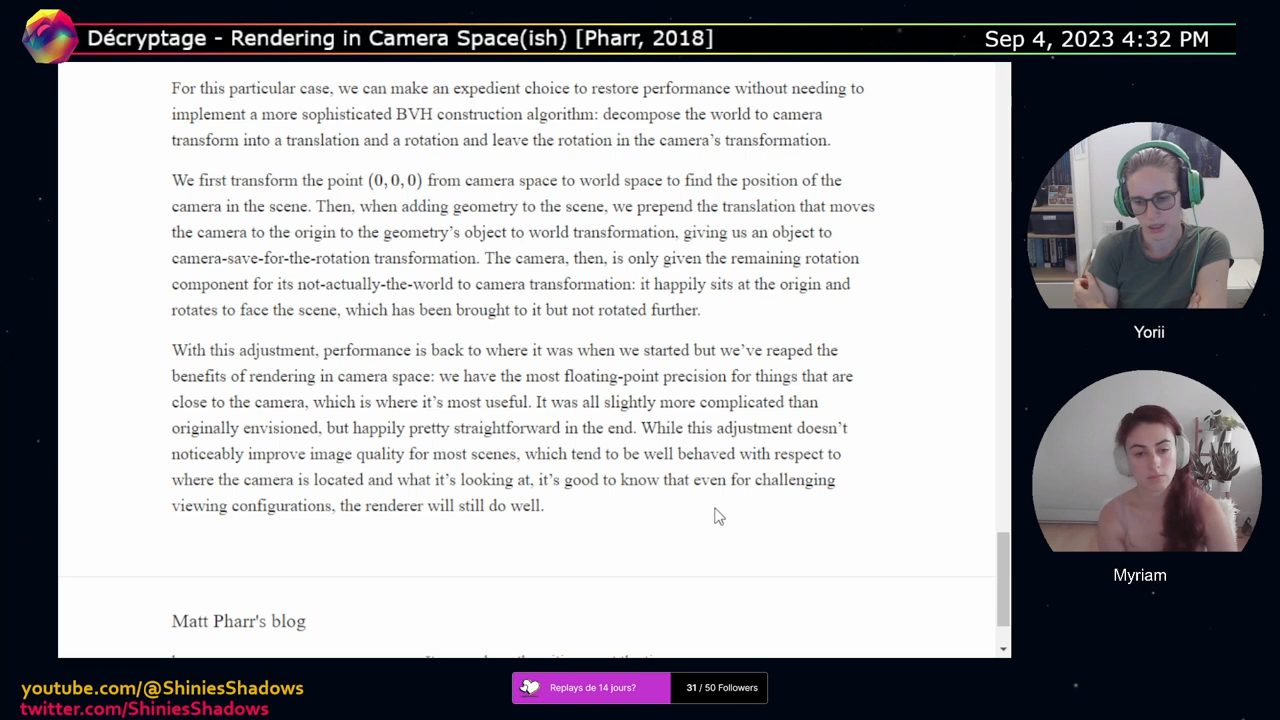 Décryptage - Rendering in Camera Space(ish) [Pharr, 2018]
Sep 4, 2023 4:32 PM
For this particular case, we can make an expedient choice to restore performance without needing to
implement a more sophisticated BVH construction algorithm: decompose the world to camera
transform into a translation and a rotation and leave the rotation in the camera's transformation.
We first transform the point (0, 0, 0) from camera space to world space to find the position of the
camera in the scene. Then, when adding geometry to the scene, we prepend the translation that moves
the camera to the origin to the geometry's object to world transformation, giving us an object to
camera-save-for-the-rotation transformation. The camera, then, is only given the remaining rotation
component for its not-actually-the-world to camera transformation: it happily sits at the origin and
rotates to face the scene, which has been brought to it but not rotated further.
With this adjustment, performance is back to where it was when we started but we've reaped the
benefits of rendering in camera space: we have the most floating-point precision for things that are
close to the camera, which is where it's most useful. It was all slightly more complicated than
originally envisioned, but happily pretty straightforward in the end. While this adjustment doesn't
noticeably improve image quality for most scenes, which tend to be well behaved with respect to
where the camera is located and what it's looking at, it's good to know that even for challenging
viewing configurations, the renderer will still do well.
Matt Pharr's blog
Yorii
Myriam
Replays de 14 jours?
31 / 50 Followers
youtube.com/@ShiniesShadows
twitter.com/ShiniesShadows